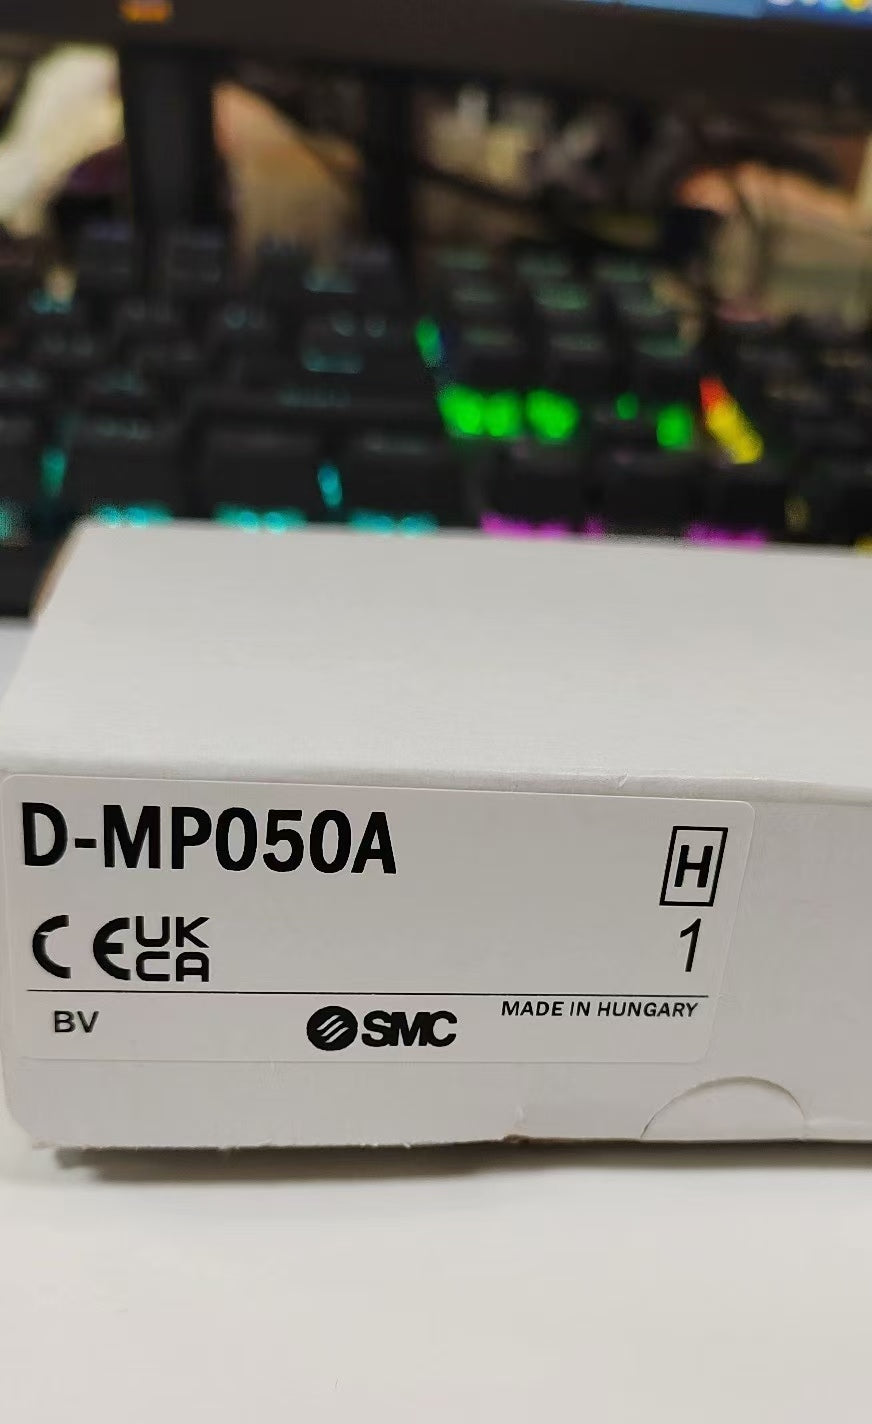 D-MP050A
H
CE UK
CA
1
BV
SMC
MADE IN HUNGARY